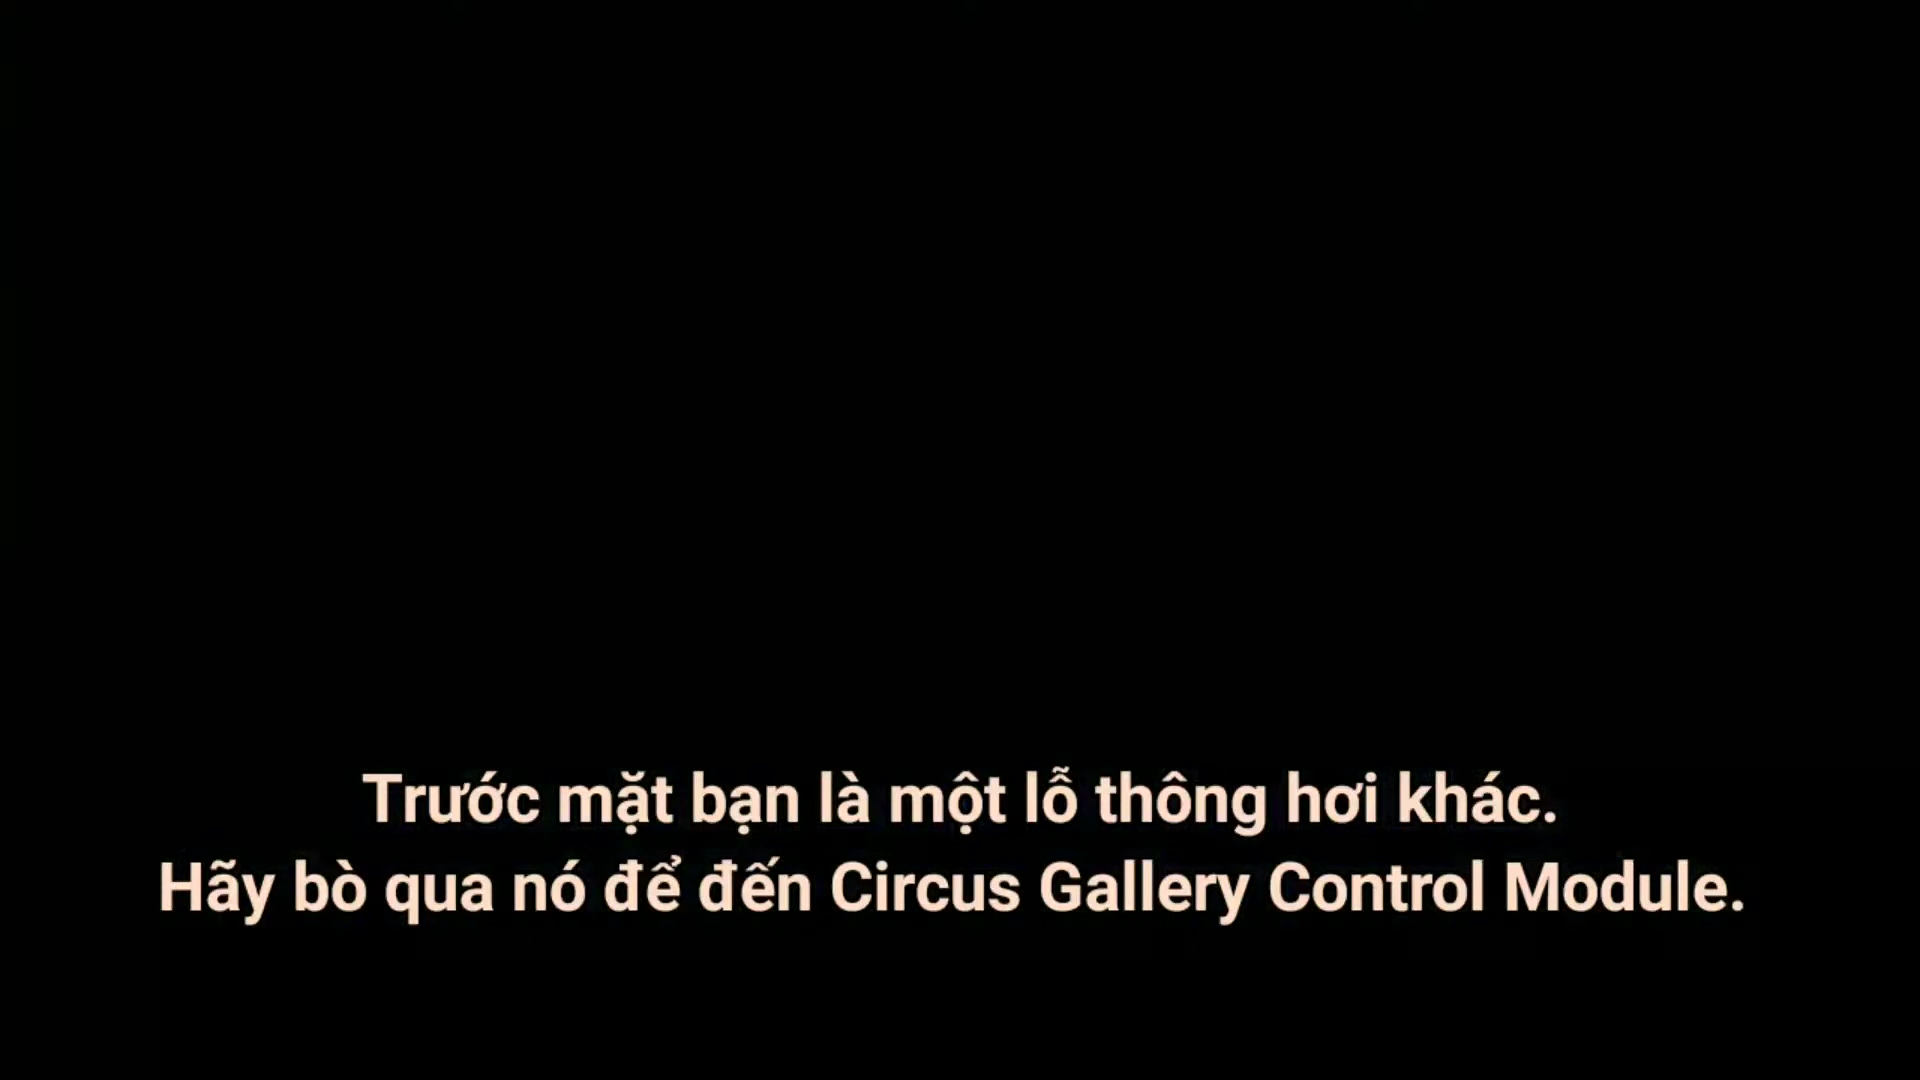 Trước mặt bạn là một lỗ thông hơi khác.
Hãy bò qua nó để đến Circus Gallery Control Module.